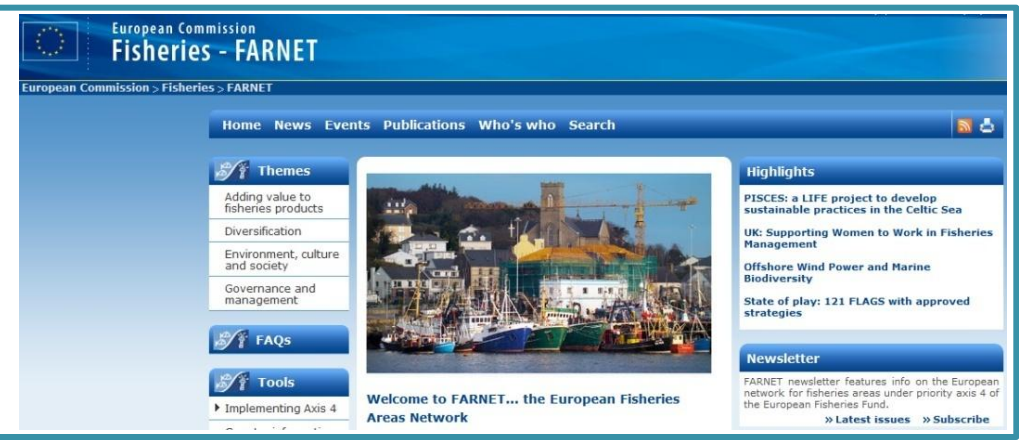 European Commission
Fisheries - FARNET
European Commission > Fisheries > FARNET
Home News Events Publications Who's who Search
Themes
Adding value to
fisheries products
Diversification
Environment, culture
and society
Governance and
management
FAQs
Tools
Implementing Axis 4
Welcome to FARNET... the European Fisheries
Areas Network
Highlights
PISCES: a LIFE project to develop
sustainable practices in the Celtic Sea
UK: Supporting Women to Work in Fisheries
Management
Offshore Wind Power and Marine
Biodiversity
State of play: 121 FLAGS with approved
strategies
Newsletter
FARNET newsletter features info on the European
network for fisheries areas under priority axis 4 of
the European Fisheries Fund.
» Latest issues » Subscribe